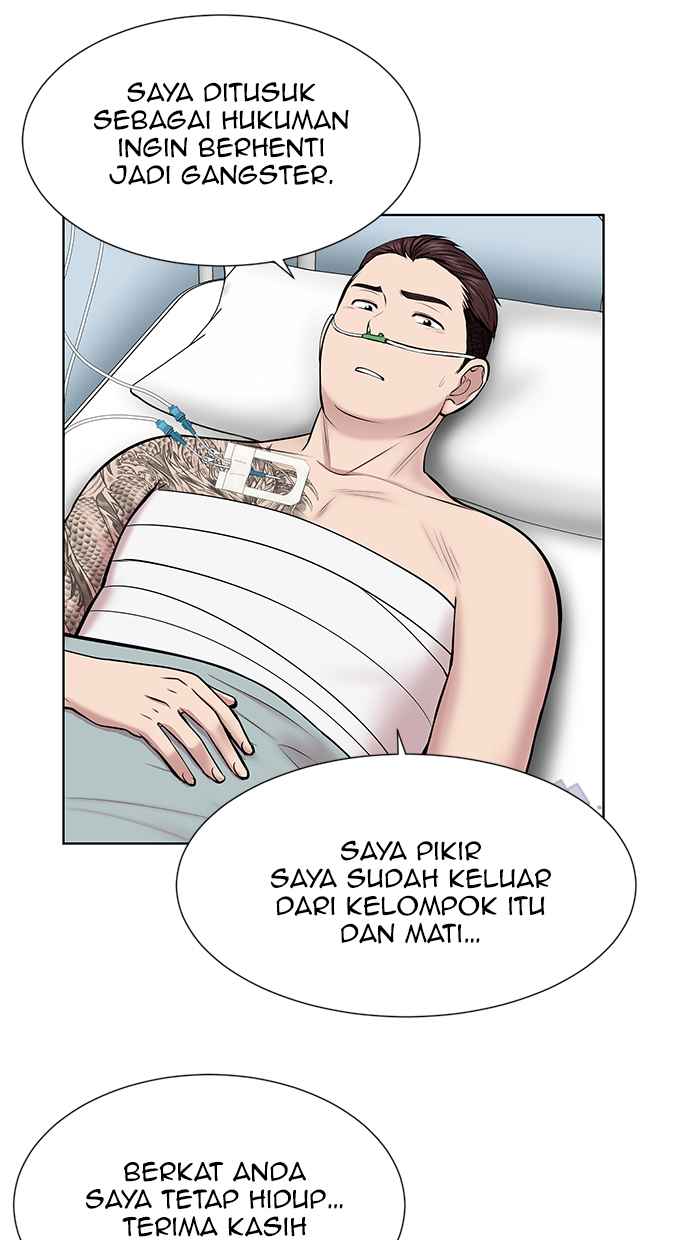 SAYA DITUSUK
SEBAGAI HUKUMAN
INGIN BERHENTI
JADI GANGSTER.
SAYA PIKIR
SAYA SUDAH KELUAR
DARI KELOMPOK ITU
DAN MATI...
BERKAT ANDA
SAYA TETAP HIDUP...
TERIMA KASIH